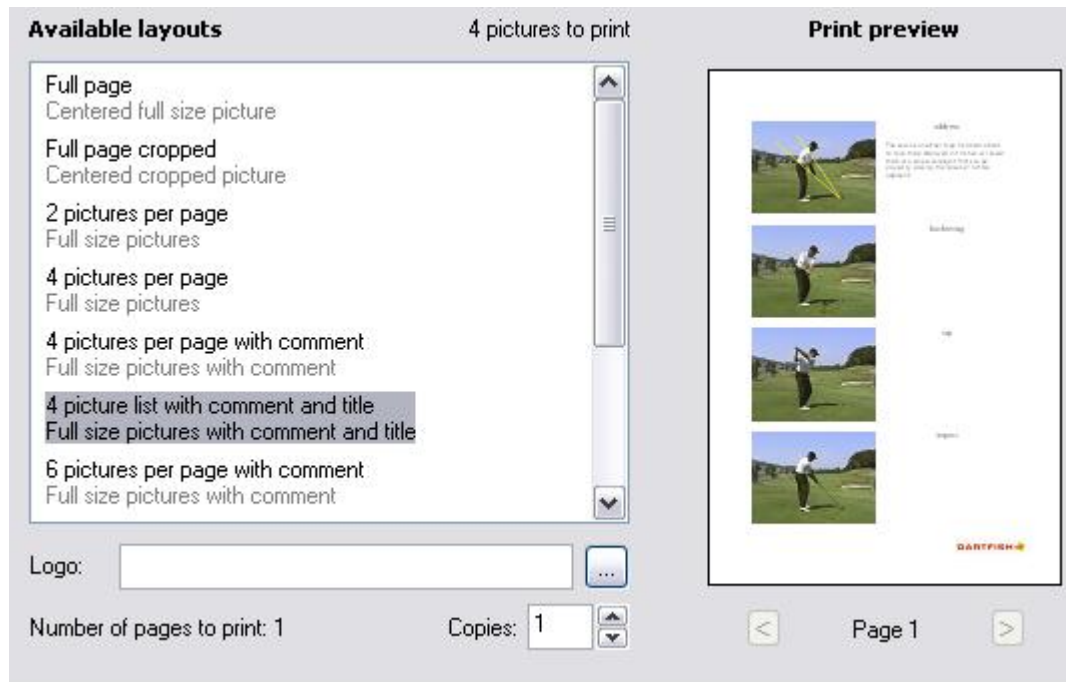 Available layouts
4 pictures to print
Full page
Centered full size picture
Full page cropped
Centered cropped picture
2 pictures per page
Full size pictures
4 pictures per page
Full size pictures
4 pictures per page with comment
Full size pictures with comment
4 picture list with comment and title
Full size pictures with comment and title
6 pictures per page with comment
Full size pictures with comment
Logo:
...
Number of pages to print: 1
Copies: 1
Print preview
address
top
impact
DARTFISH
< Page 1 >